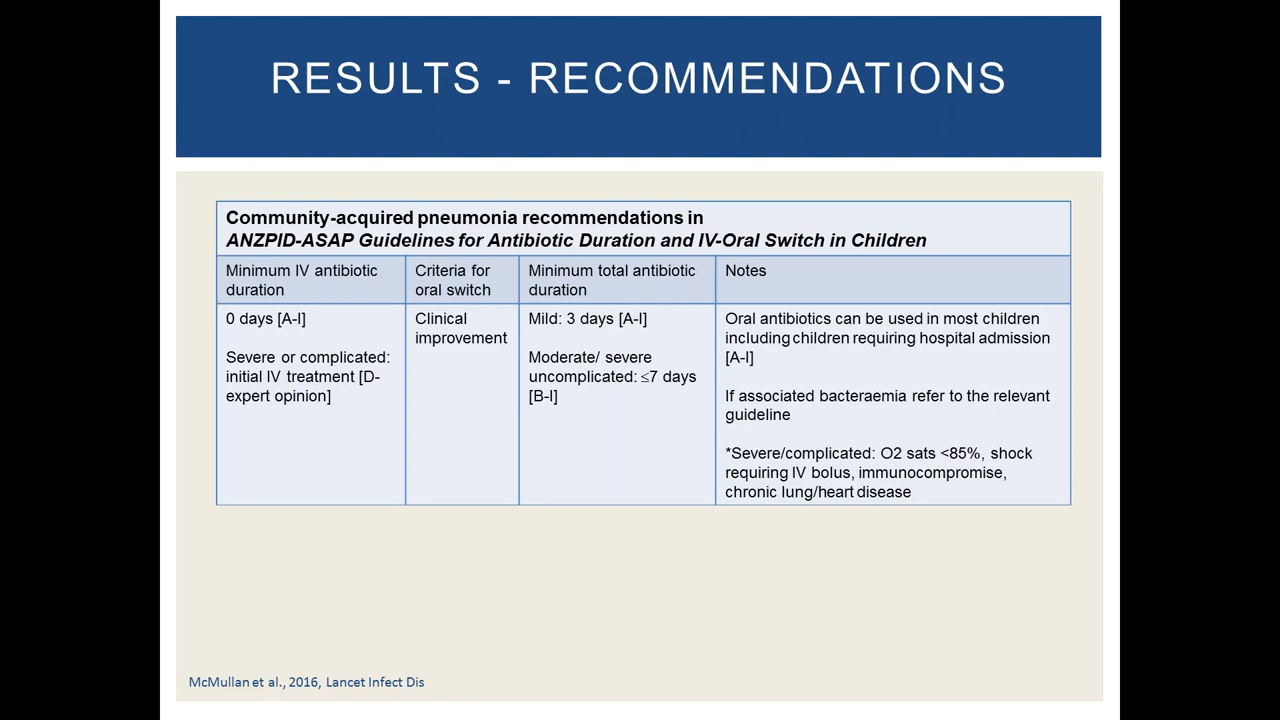 RESULTS - RECOMMENDATIONS
Community-acquired pneumonia recommendations in
ANZPID-ASAP Guidelines for Antibiotic Duration and IV-Oral Switch in Children
Minimum IV antibiotic
duration
Criteria for
oral switch
Minimum total antibiotic
duration
Notes
0 days [A-I]
Severe or complicated:
initial IV treatment [D-
expert opinion]
Clinical
improvement
Mild: 3 days [A-I]
Moderate/ severe
uncomplicated: ≤7 days
[B-I]
Oral antibiotics can be used in most children
including children requiring hospital admission
[A-I]
If associated bacteraemia refer to the relevant
guideline
*Severe/complicated: O2 sats <85%, shock
requiring IV bolus, immunocompromise,
chronic lung/heart disease
McMullan et al., 2016, Lancet Infect Dis